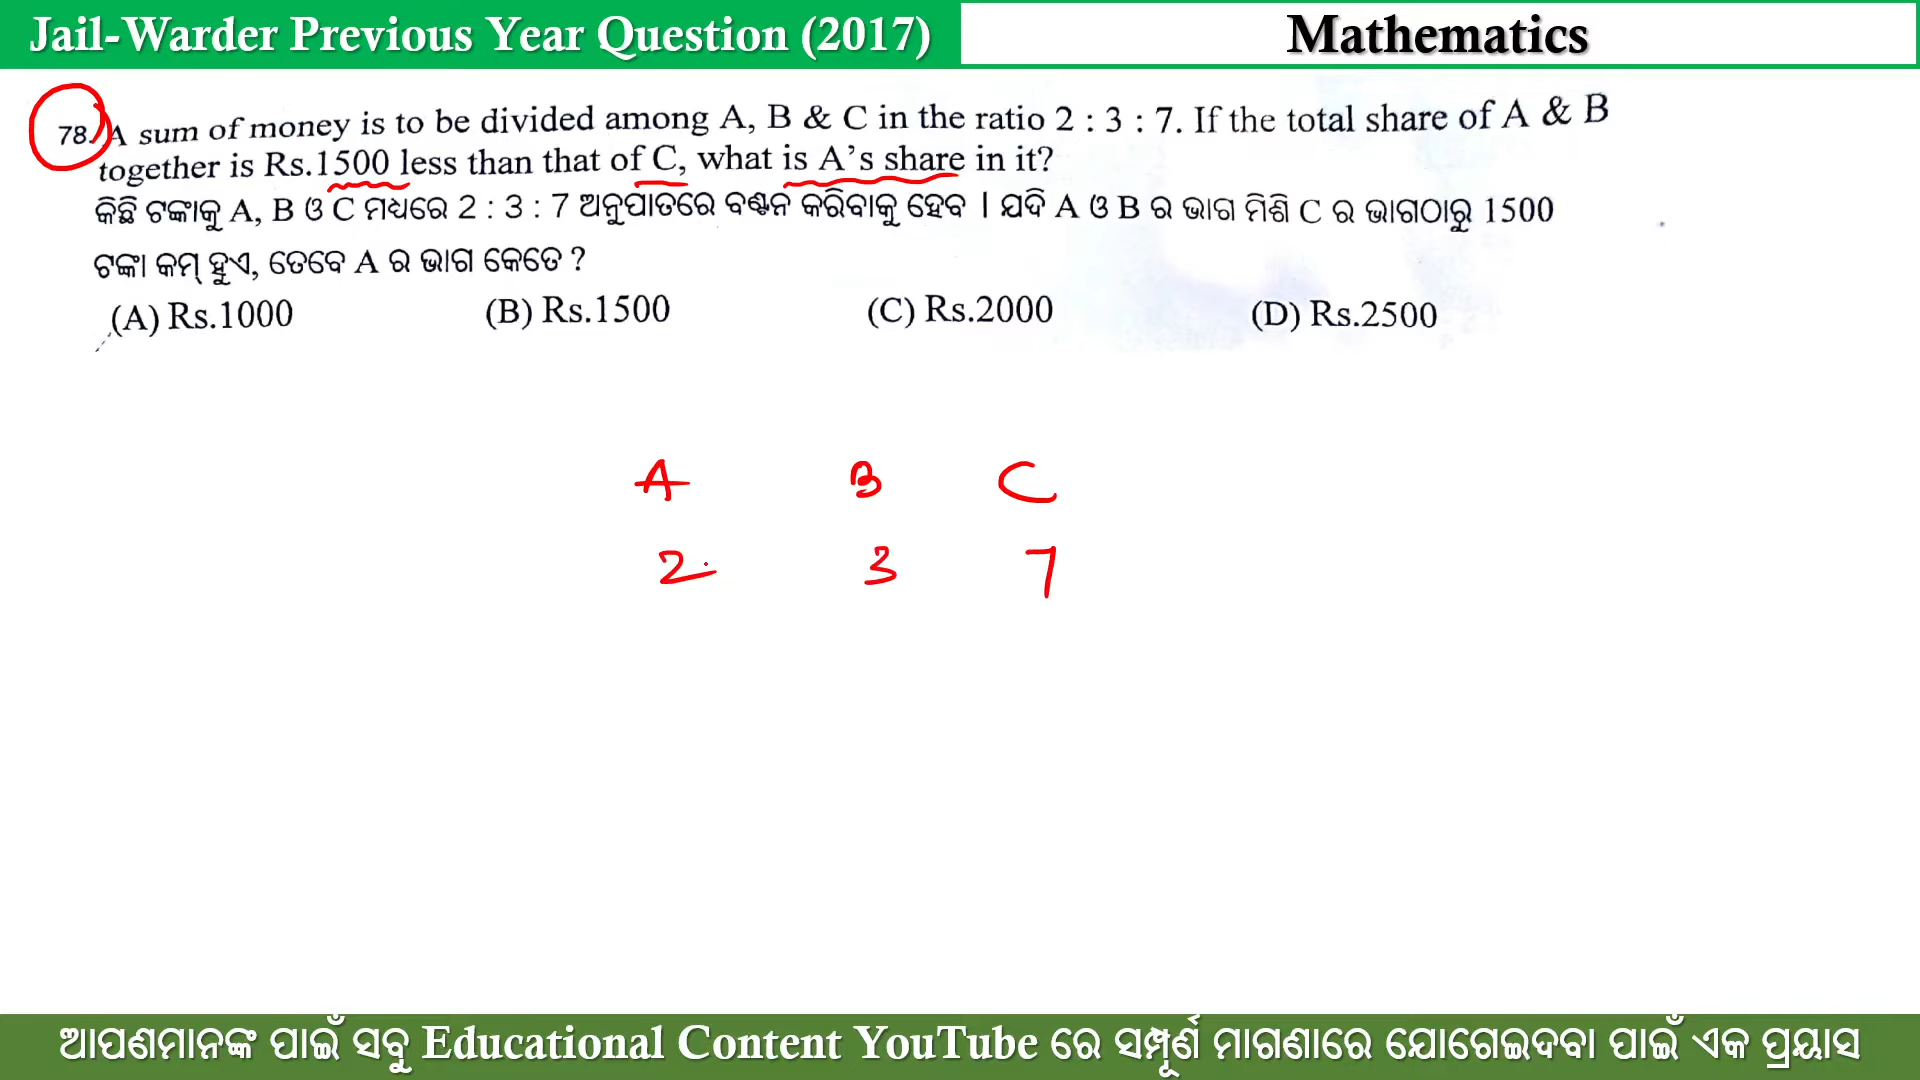 Jail-Warder Previous Year Question (2017)
Mathematics
78. A sum of money is to be divided among A, B & C in the ratio 2 : 3 : 7. If the total share of A & B
together is Rs.1500 less than that of C, what is A's share in it?
କିଛି ଟଙ୍କାକୁ A, B ଓ C ମଧ୍ୟରେ 2 : 3 : 7 ଅନୁପାତରେ ବଣ୍ଟନ କରିବାକୁ ହେବ । ଯଦି A ଓ B ର ଭାଗ ମିଶି C ର ଭାଗଠାରୁ 1500
ଟଙ୍କା କମ୍ ହୁଏ, ତେବେ A ର ଭାଗ କେତେ ?
(A) Rs.1000 (B) Rs.1500 (C) Rs.2000 (D) Rs.2500
A B C
2 3 7
ଆପଣମାନଙ୍କ ପାଇଁ ସବୁ Educational Content YouTube ରେ ସମ୍ପୂର୍ଣ ମାଗଣାରେ ଯୋଗେଇଦବା ପାଇଁ ଏକ ପ୍ରୟାସ